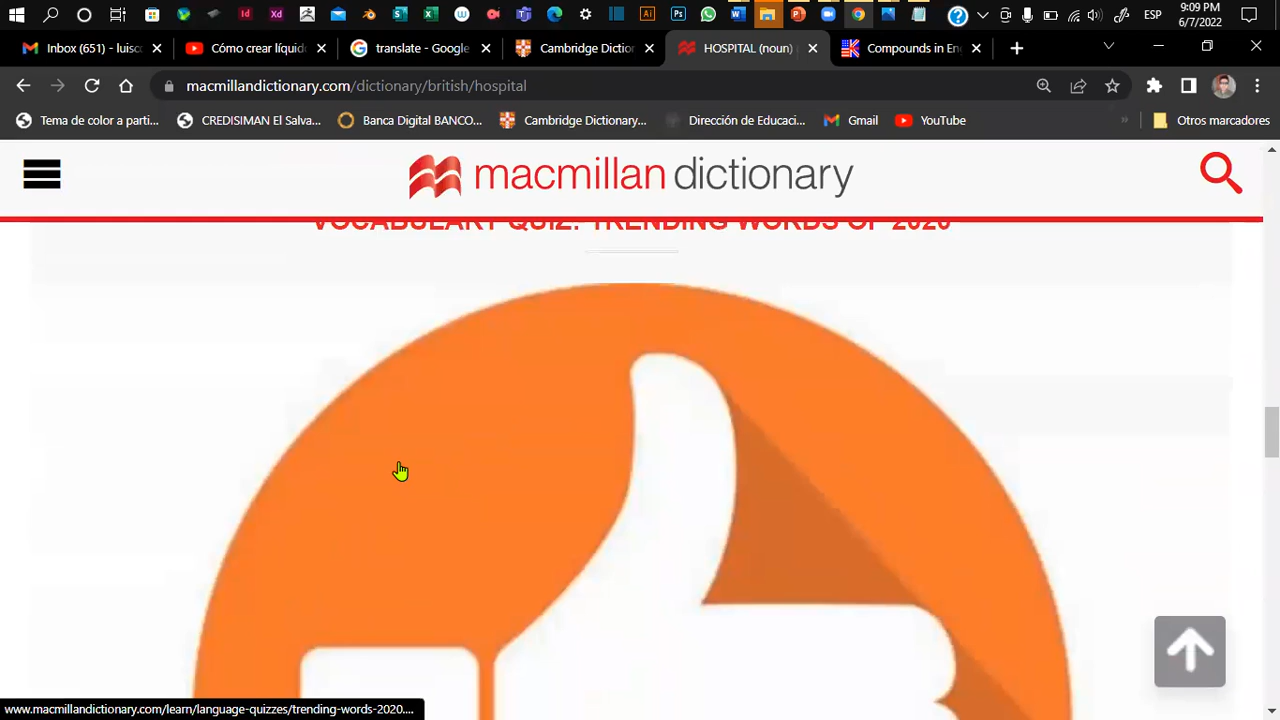 9:09 PM
ESP
6/7/2022
Inbox (651) - luisco
Cómo crear líquid
translate - Google
Cambridge Dictio
HOSPITAL (noun)
Compounds in En
macmillandictionary.com/dictionary/british/hospital
Tema de color a parti...
CREDISIMAN El Salva...
Banca Digital BANCO...
Cambridge Dictionary...
Dirección de Educaci...
Gmail
YouTube
»
Otros marcadores
macmillan dictionary
VOCABULARY QUIZ: TRENDING WORDS OF 2020
www.macmillandictionary.com/learn/language-quizzes/trending-words-2020....